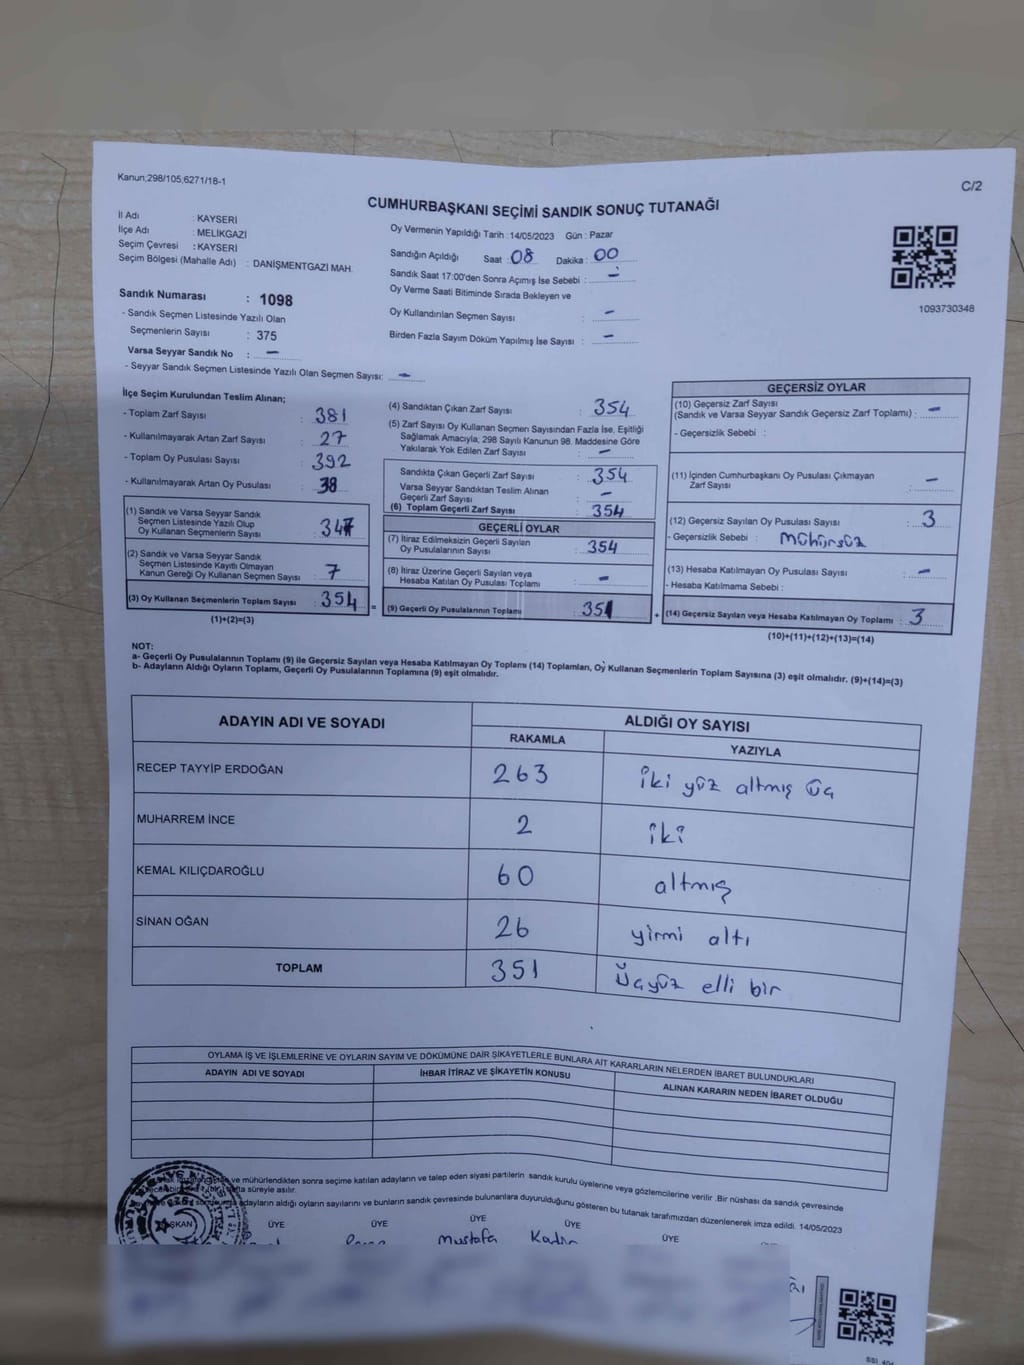 Kanun;298/105;6271/18-1
C/2
CUMHURBAŞKANI SEÇİMİ SANDIK SONUÇ TUTANAĞI
İl Adı : KAYSERİ
İlçe Adı : MELİKGAZİ
Seçim Çevresi : KAYSERİ
Seçim Bölgesi (Mahalle Adı) : DANİŞMENTGAZİ MAH.
Sandık Numarası : 1098
- Sandık Seçmen Listesinde Yazılı Olan
Seçmenlerin Sayısı : 375
Varsa Seyyar Sandık No : -
- Seyyar Sandık Seçmen Listesinde Yazılı Olan Seçmen Sayısı: -
Oy Vermenin Yapıldığı Tarih : 14/05/2023 Gün : Pazar
Sandığın Açıldığı Saat : 08 Dakika : 00
Sandık Saat 17:00'den Sonra Açımış İse Sebebi : -
Oy Verme Saati Bitiminde Sırada Bekleyen ve
Oy Kullandırılan Seçmen Sayısı : -
Birden Fazla Sayım Döküm Yapılmış İse Sayısı : -
1093730348
İlçe Seçim Kurulundan Teslim Alınan;
- Toplam Zarf Sayısı : 381
- Kullanılmayarak Artan Zarf Sayısı : 27
- Toplam Oy Pusulası Sayısı : 392
- Kullanılmayarak Artan Oy Pusulası : 38
(1) Sandık ve Varsa Seyyar Sandık
Seçmen Listesinde Yazılı Olup
Oy Kullanan Seçmenlerin Sayısı : 347
(2) Sandık ve Varsa Seyyar Sandık
Seçmen Listesinde Kayıtlı Olmayan
Kanun Gereği Oy Kullanan Seçmen Sayısı : 7
(3) Oy Kullanan Seçmenlerin Toplam Sayısı : 354
(1)+(2)=(3)
=
(4) Sandıktan Çıkan Zarf Sayısı : 354
(5) Zarf Sayısı Oy Kullanan Seçmen Sayısından Fazla İse, Eşitliği
Sağlamak Amacıyla, 298 Sayılı Kanunun 98. Maddesine Göre
Yakılarak Yok Edilen Zarf Sayısı : -
Sandıkta Çıkan Geçerli Zarf Sayısı : 354
Varsa Seyyar Sandıktan Teslim Alınan
Geçerli Zarf Sayısı : -
(6) Toplam Geçerli Zarf Sayısı : 354
GEÇERLİ OYLAR
(7) İtiraz Edilmeksizin Geçerli Sayılan
Oy Pusulalarının Sayısı : 354
(8) İtiraz Üzerine Geçerli Sayılan veya
Hesaba Katılan Oy Pusulası Toplamı : -
(9) Geçerli Oy Pusulalarının Toplamı : 351
+
GEÇERSİZ OYLAR
(10) Geçersiz Zarf Sayısı
(Sandık ve Varsa Seyyar Sandık Geçersiz Zarf Toplamı) : -
- Geçersizlik Sebebi :
(11) İçinden Cumhurbaşkanı Oy Pusulası Çıkmayan
Zarf Sayısı : -
(12) Geçersiz Sayılan Oy Pusulası Sayısı : 3
- Geçersizlik Sebebi : Mühürsüz
(13) Hesaba Katılmayan Oy Pusulası Sayısı : -
- Hesaba Katılmama Sebebi :
(14) Geçersiz Sayılan veya Hesaba Katılmayan Oy Toplamı : 3
(10)+(11)+(12)+(13)=(14)
NOT:
a- Geçerli Oy Pusulalarının Toplamı (9) ile Geçersiz Sayılan veya Hesaba Katılmayan Oy Toplamı (14) Toplamları, Oy Kullanan Seçmenlerin Toplam Sayısına (3) eşit olmalıdır. (9)+(14)=(3)
b- Adayların Aldığı Oyların Toplamı, Geçerli Oy Pusulalarının Toplamına (9) eşit olmalıdır.
ADAYIN ADI VE SOYADI ALDIĞI OY SAYISI
RAKAMLA YAZIYLA
RECEP TAYYİP ERDOĞAN 263 iki yüz altmış üç
MUHARREM İNCE 2 iki
KEMAL KILIÇDAROĞLU 60 altmış
SİNAN OĞAN 26 yirmi altı
TOPLAM 351 Üçyüz elli bir
OYLAMA İŞ VE İŞLEMLERİNE VE OYLARIN SAYIM VE DÖKÜMÜNE DAİR ŞİKAYETLERLE BUNLARA AİT KARARLARIN NELERDEN İBARET BULUNDUKLARI
ADAYIN ADI VE SOYADI İHBAR İTİRAZ VE ŞİKAYETİN KONUSU ALINAN KARARIN NEDEN İBARET OLDUĞU
ve mühürlendikten sonra seçime katılan adayların ve talep eden siyasi partilerin sandık kurulu üyelerine veya gözlemcilerine verilir .Bir nüshası da sandık çevresinde
süreyle asılır.
adayların aldığı oyların sayılarını ve bunların sandık çevresinde bulunanlara duyurulduğunu gösteren bu tutanak tarafımızdan düzenlenerek imza edildi. 14/05/2023
BAŞKAN ÜYE ÜYE ÜYE ÜYE ÜYE
Mustafa Kadir